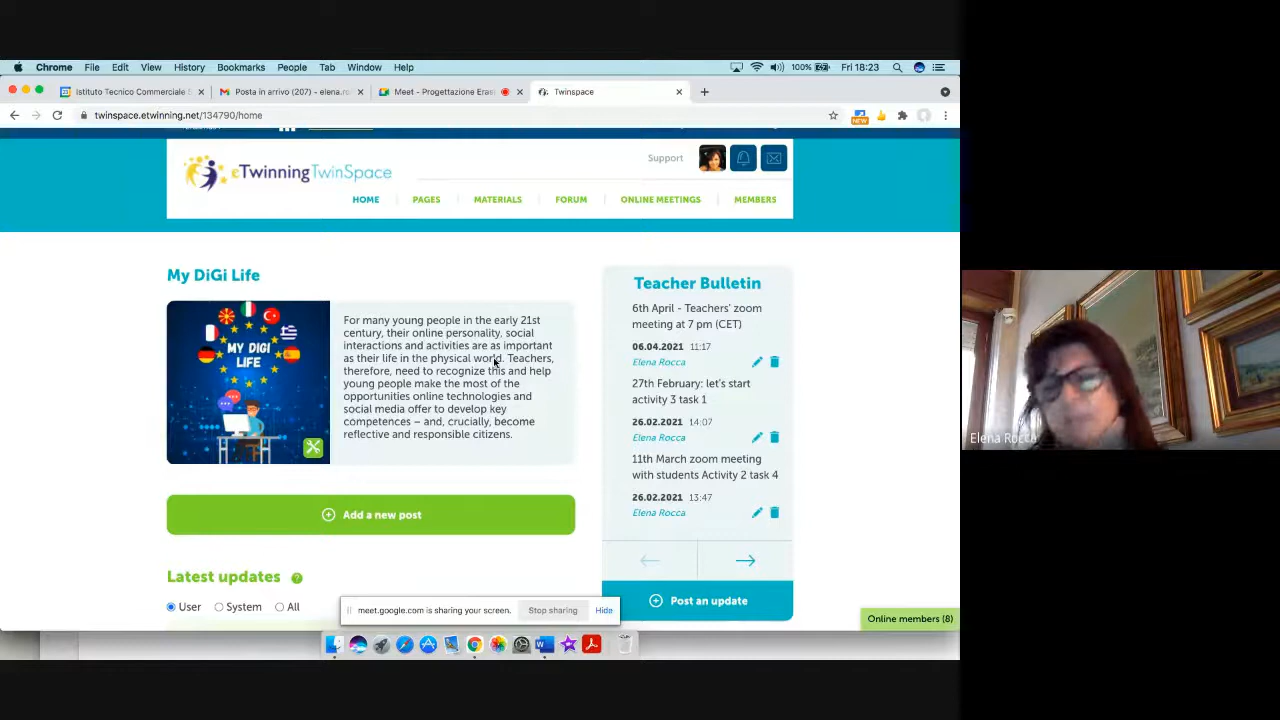 Chrome File Edit View History Bookmarks People Tab Window Help
100% Fri 18:23
Istituto Tecnico Commerciale
Posta in arrivo (207) – elena.ro
Meet - Progettazione Eras
Twinspace
twinspace.etwinning.net/134790/home
NEW
eTwinning TwinSpace
Support
HOME PAGES MATERIALS FORUM ONLINE MEETINGS MEMBERS
My DiGi Life
MY DIGI
LIFE
For many young people in the early 21st
century, their online personality, social
interactions and activities are as important
as their life in the physical world. Teachers,
therefore, need to recognize this and help
young people make the most of the
opportunities online technologies and
social media offer to develop key
competences – and, crucially, become
reflective and responsible citizens.
Add a new post
Latest updates ?
User System All
Teacher Bulletin
6th April - Teachers' zoom
meeting at 7 pm (CET)
06.04.2021 11:17
Elena Rocca
27th February: let's start
activity 3 task 1
26.02.2021 14:07
Elena Rocca
11th March zoom meeting
with students Activity 2 task 4
26.02.2021 13:47
Elena Rocca
Post an update
Online members (8)
meet.google.com is sharing your screen. Stop sharing Hide
Elena Rocca